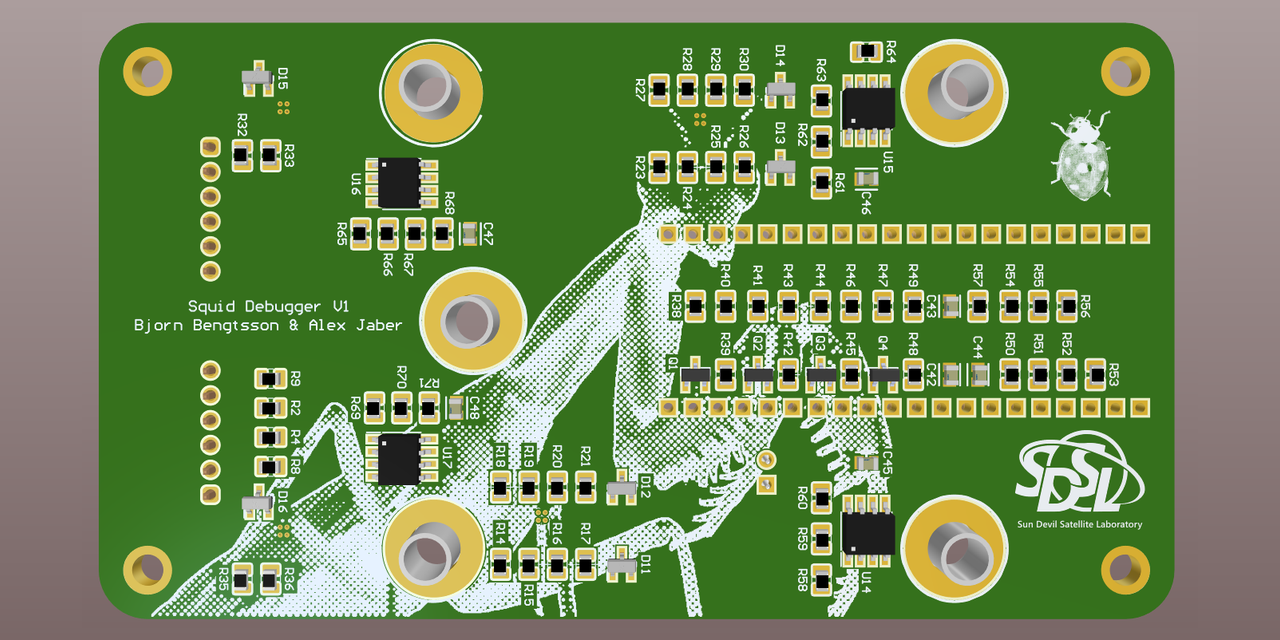 D15
R32
R33
U16
R65
R66
R67
R68
C47
Squid Debugger V1
Bjorn Bengtsson & Alex Jaber
R9
R2
R4
R8
D16
R35
R36
R69
R70
R71
C48
U17
R18
R19
R20
R21
D12
R14
R15
R16
R17
D11
R27
R28
R29
R30
D14
R23
R24
R25
R26
D13
R63
R62
R61
R64
U15
C46
R38
R40
R41
R43
R44
R46
R47
R49
C43
R57
R54
R55
R56
Q1
R39
Q2
R42
Q3
R45
Q4
R48
C42
C44
R50
R51
R52
R53
C45
R60
R59
R58
U14
SDSL
Sun Devil Satellite Laboratory